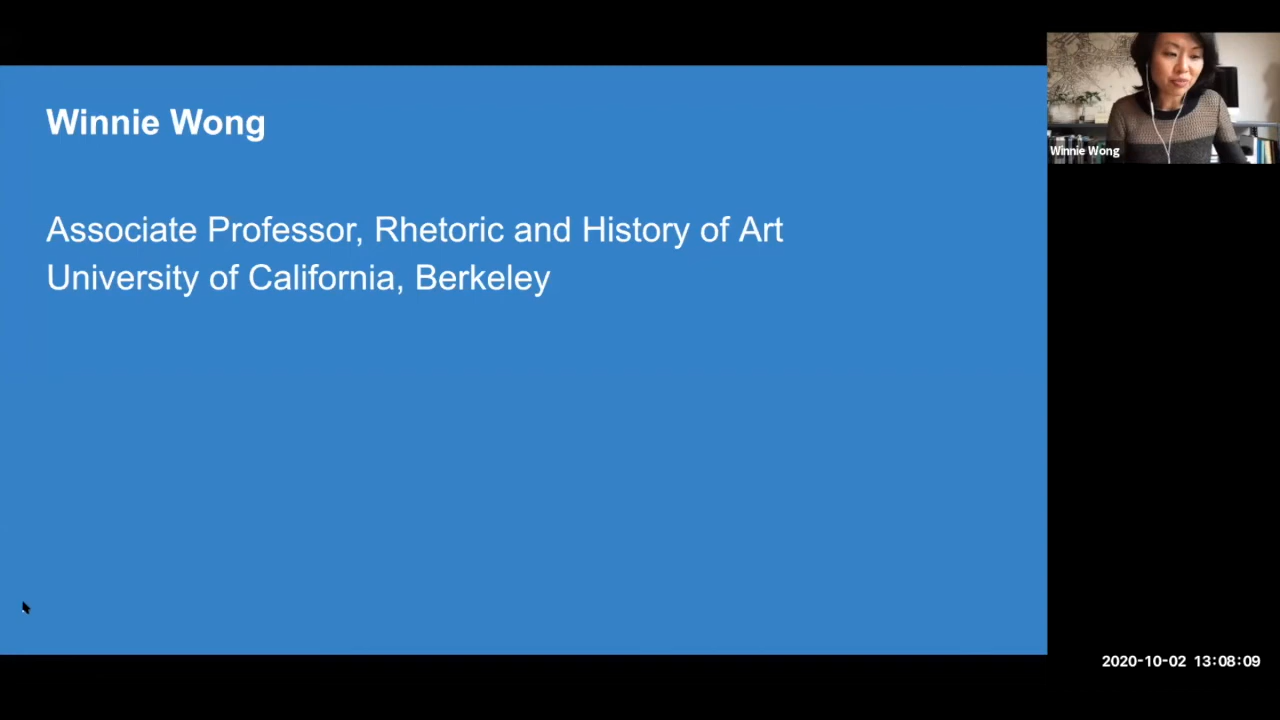 Winnie Wong
Associate Professor, Rhetoric and History of Art
University of California, Berkeley
Winnie Wong
2020-10-02 13:08:09